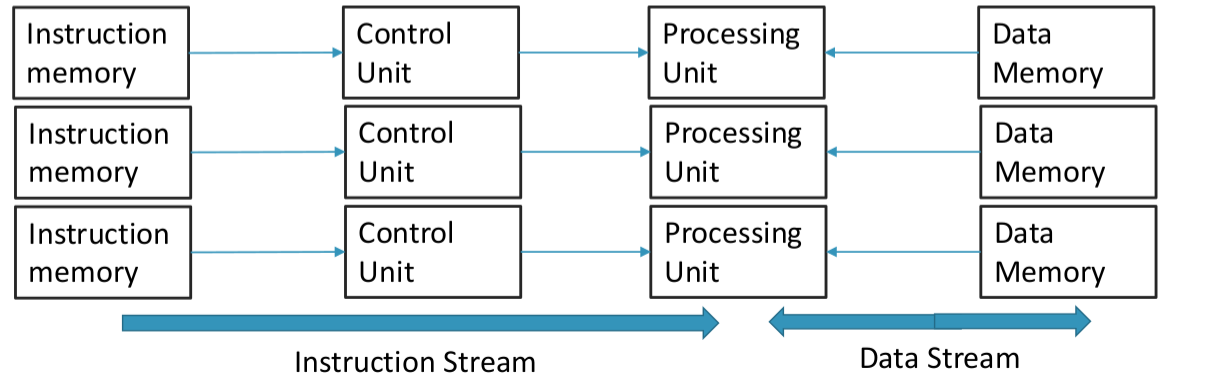 Instruction memory
Control Unit
Processing Unit
Data Memory
Instruction memory
Control Unit
Processing Unit
Data Memory
Instruction memory
Control Unit
Processing Unit
Data Memory
Instruction Stream
Data Stream